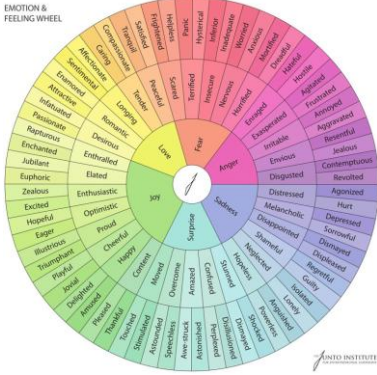 EMOTION &
FEELING WHEEL
Love
Fear
Anger
Sadness
Surprise
Joy
Longing
Tender
Peaceful
Scared
Terrified
Insecure
Nervous
Horrified
Enraged
Exasperated
Irritable
Envious
Disgusted
Distressed
Melancholic
Disappointed
Shameful
Neglected
Hopeless
Stunned
Confused
Amazed
Overcome
Moved
Content
Happy
Cheerful
Proud
Optimistic
Enthusiastic
Elated
Enthralled
Desirous
Romantic
Sentimental
Affectionate
Caring
Compassionate
Tranquil
Satisfied
Frightened
Helpless
Panic
Hysterical
Inferior
Inadequate
Worried
Anxious
Mortified
Dreadful
Hateful
Hostile
Agitated
Frustrated
Annoyed
Aggravated
Resentful
Jealous
Contemptuous
Revolted
Agonized
Hurt
Depressed
Sorrowful
Dismayed
Displeased
Regretful
Guilty
Isolated
Lonely
Anguished
Powerless
Shocked
Dismayed
Disillusioned
Perplexed
Astonished
Awe-struck
Speechless
Astounded
Stimulated
Touched
Thankful
Pleased
Amused
Delighted
Jovial
Playful
Triumphant
Illustrious
Eager
Hopeful
Excited
Zealous
Euphoric
Jubilant
Enchanted
Rapturous
Passionate
Infatuated
Attractive
Enamoured
JUNTO INSTITUTE